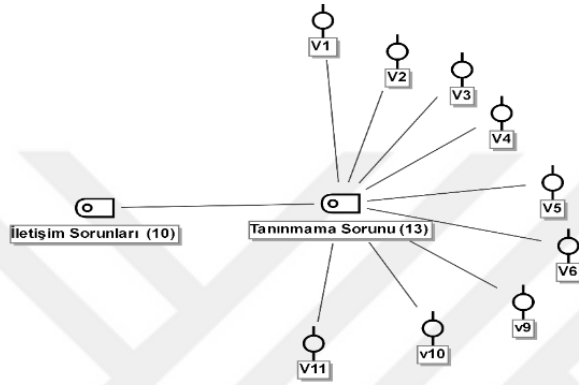 V1
V2
V3
V4
V5
İletişim Sorunları (10)
Tanınmama Sorunu (13)
V6
v9
v10
V11